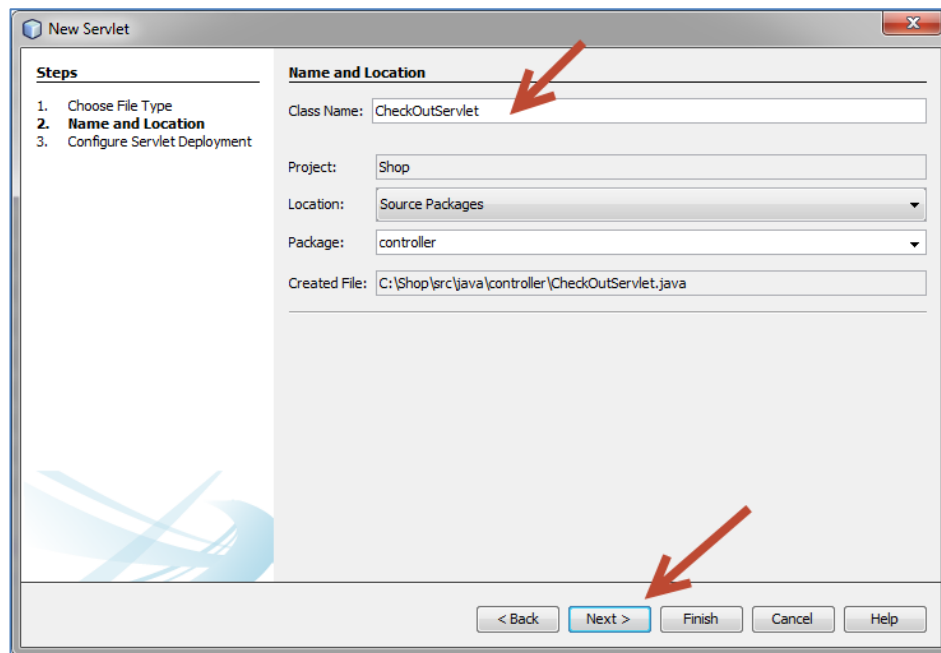 New Servlet
x
Steps
1. Choose File Type
2. Name and Location
3. Configure Servlet Deployment
Name and Location
Class Name: CheckOutServlet
Project: Shop
Location: Source Packages
Package: controller
Created File: C:\Shop\src\java\controller\CheckOutServlet.java
< Back Next > Finish Cancel Help